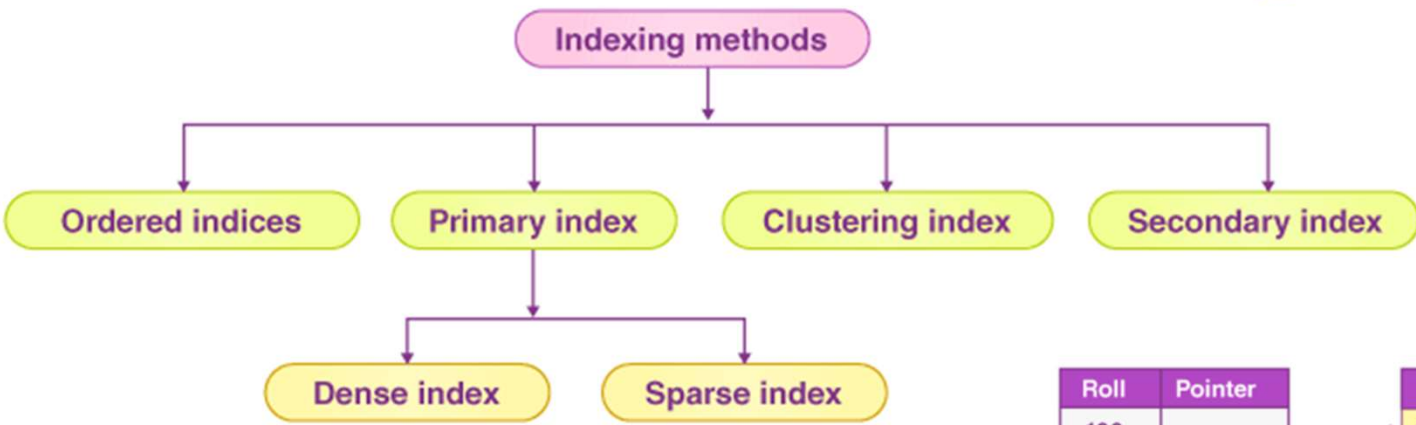 Indexing methods
Ordered indices
Primary index
Clustering index
Secondary index
Dense index
Sparse index
Roll Pointer